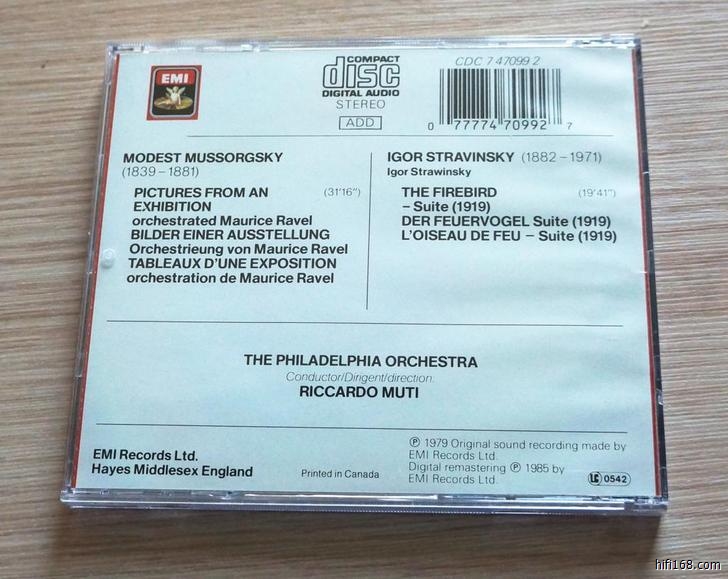 EMI
COMPACT
disc
DIGITAL AUDIO
STEREO
ADD
CDC 7 47099 2
0 77774 70992 7
MODEST MUSSORGSKY
(1839–1881)
PICTURES FROM AN (31'16")
EXHIBITION
orchestrated Maurice Ravel
BILDER EINER AUSSTELLUNG
Orchestrieung von Maurice Ravel
TABLEAUX D'UNE EXPOSITION
orchestration de Maurice Ravel
IGOR STRAVINSKY (1882–1971)
Igor Strawinsky
THE FIREBIRD (19'41")
– Suite (1919)
DER FEUERVOGEL Suite (1919)
L'OISEAU DE FEU – Suite (1919)
THE PHILADELPHIA ORCHESTRA
Conductor/Dirigent/direction.
RICCARDO MUTI
EMI Records Ltd.
Hayes Middlesex England
Printed in Canada
℗ 1979 Original sound recording made by
EMI Records Ltd.
Digital remastering ℗ 1985 by
EMI Records Ltd.
LC 0542
hifi168.com